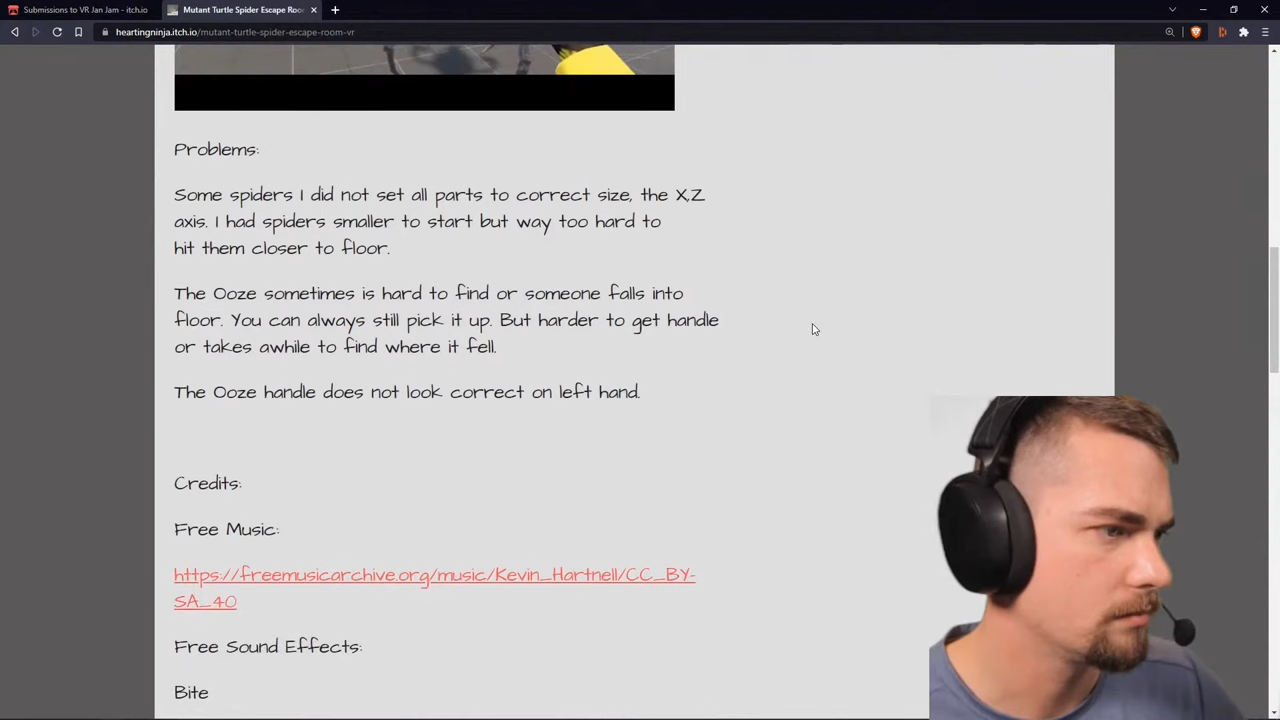 Submissions to VR Jan Jam - itch.io
Mutant Turtle Spider Escape Roo
heartingninja.itch.io/mutant-turtle-spider-escape-room-vr
Problems:
Some spiders I did not set all parts to correct size, the X,Z
axis. I had spiders smaller to start but way too hard to
hit them closer to floor.
The Ooze sometimes is hard to find or someone falls into
floor. You can always still pick it up. But harder to get handle
or takes awhile to find where it fell.
The Ooze handle does not look correct on left hand.
Credits:
Free Music:
https://freemusicarchive.org/music/Kevin_Hartnell/CC_BY-
SA_40
Free Sound Effects:
Bite